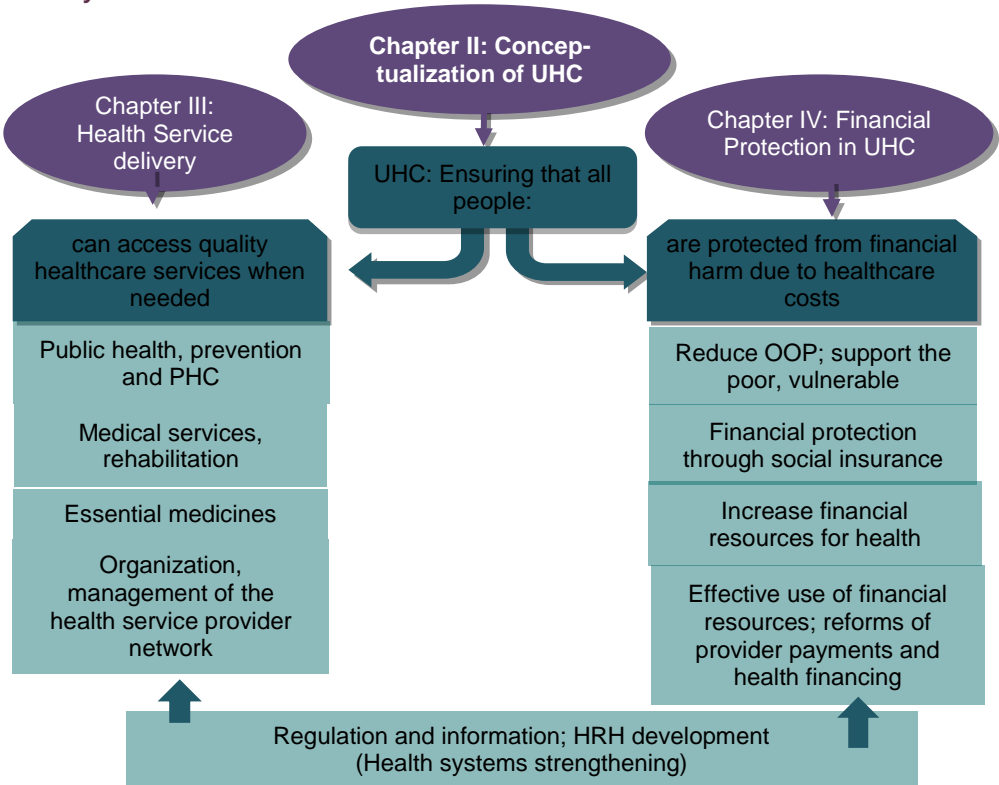 Chapter II: Concep-
tualization of UHC
Chapter III:
Health Service
delivery
Chapter IV: Financial
Protection in UHC
UHC: Ensuring that all
people:
can access quality
healthcare services when
needed
Public health, prevention
and PHC
Medical services,
rehabilitation
Essential medicines
Organization,
management of the
health service provider
network
are protected from financial
harm due to healthcare
costs
Reduce OOP; support the
poor, vulnerable
Financial protection
through social insurance
Increase financial
resources for health
Effective use of financial
resources; reforms of
provider payments and
health financing
Regulation and information; HRH development
(Health systems strengthening)